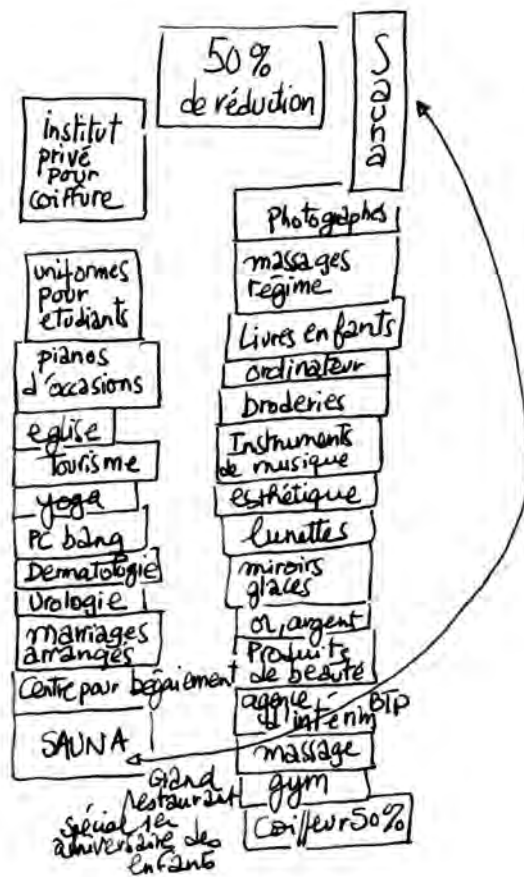 50%
de réduction
Sauna
institut
privé
pour
coiffure
uniformes
pour
etudiants
pianos
d'occasions
eglise
tourisme
yoga
PC bang
Dermatologie
Urologie
marriages
arrangés
Centre pour bégaiement
SAUNA
Photographes
massages
régime
Livres enfants
ordinateur
broderies
Instruments
de musique
esthétique
lunettes
miroirs
glaces
or, argent
Produits
de beauté
agence BTP
d'intérim
massage
gym
Coiffeur 50%
Grand
restaurant
spécial 1er
anniversaire des
enfants